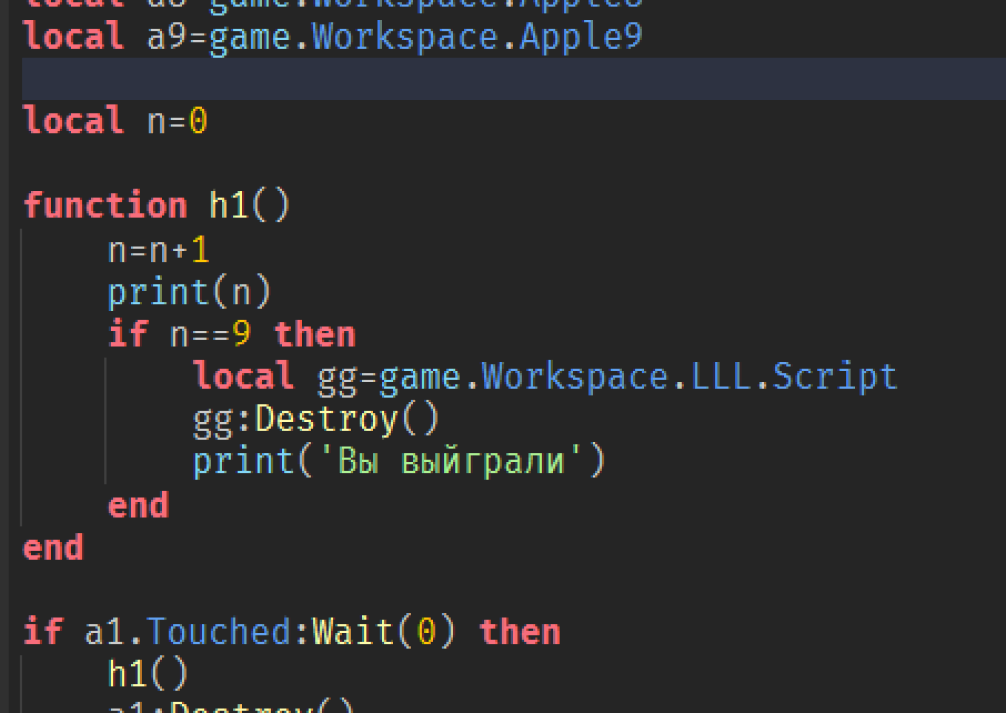 local a8=game.Workspace.Apple8
local a9=game.Workspace.Apple9
local n=0
function h1()
n=n+1
print(n)
if n==9 then
local gg=game.Workspace.LLL.Script
gg:Destroy()
print('Вы выйграли')
end
end
if a1.Touched:Wait(0) then
h1()
a1:Destroy()